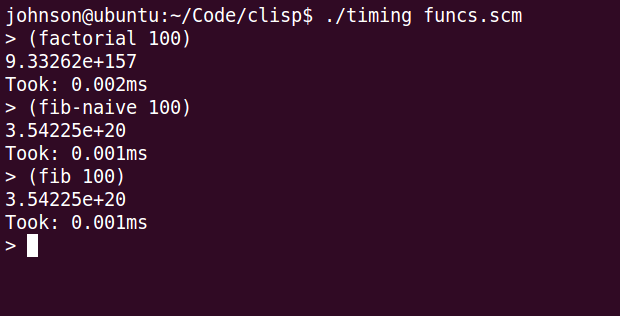 johnson@ubuntu:~/Code/clisp$ ./timing funcs.scm
> (factorial 100)
9.33262e+157
Took: 0.002ms
> (fib-naive 100)
3.54225e+20
Took: 0.001ms
> (fib 100)
3.54225e+20
Took: 0.001ms
>